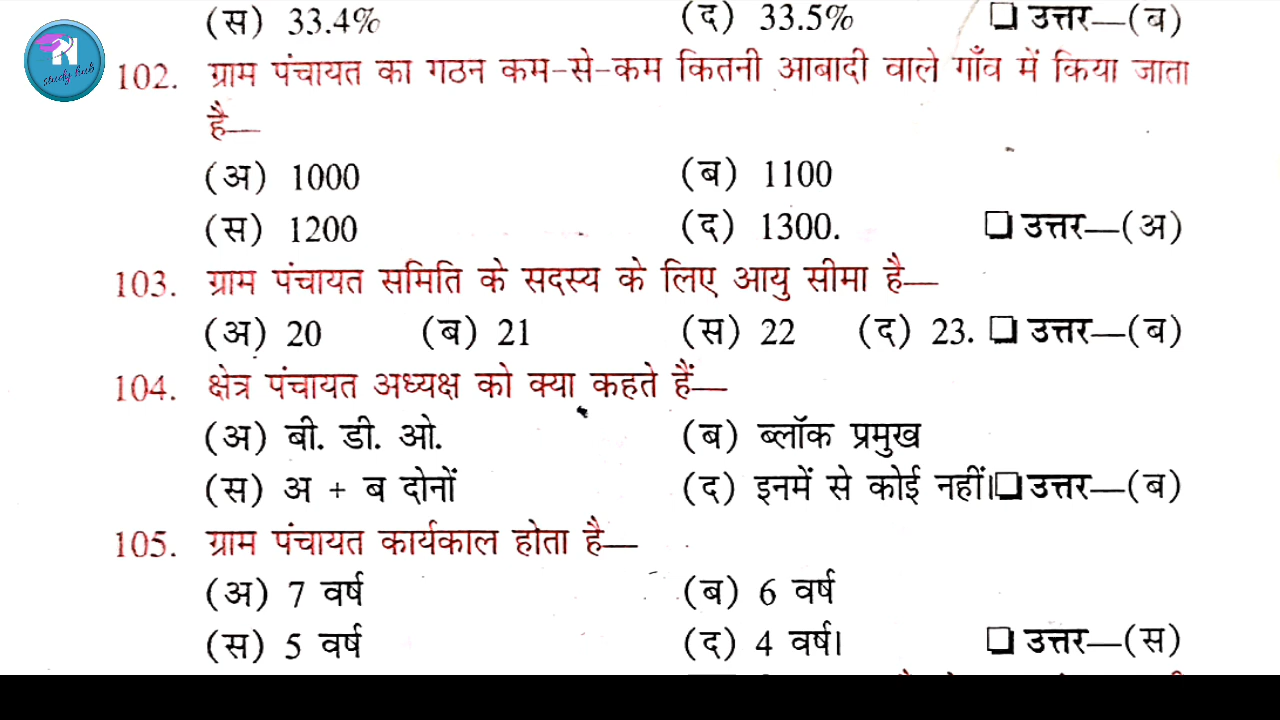 (स) 33.4% (द) 33.5% ❑ उत्तर—(ब)
study hub
102. ग्राम पंचायत का गठन कम-से-कम कितनी आबादी वाले गाँव में किया जाता
है—
(अ) 1000 (ब) 1100
(स) 1200 (द) 1300. ❑ उत्तर—(अ)
103. ग्राम पंचायत समिति के सदस्य के लिए आयु सीमा है—
(अ) 20 (ब) 21 (स) 22 (द) 23. ❑ उत्तर—(ब)
104. क्षेत्र पंचायत अध्यक्ष को क्या कहते हैं—
(अ) बी. डी. ओ. (ब) ब्लॉक प्रमुख
(स) अ + ब दोनों (द) इनमें से कोई नहीं। ❑ उत्तर—(ब)
105. ग्राम पंचायत कार्यकाल होता है—
(अ) 7 वर्ष (ब) 6 वर्ष
(स) 5 वर्ष (द) 4 वर्ष। ❑ उत्तर—(स)